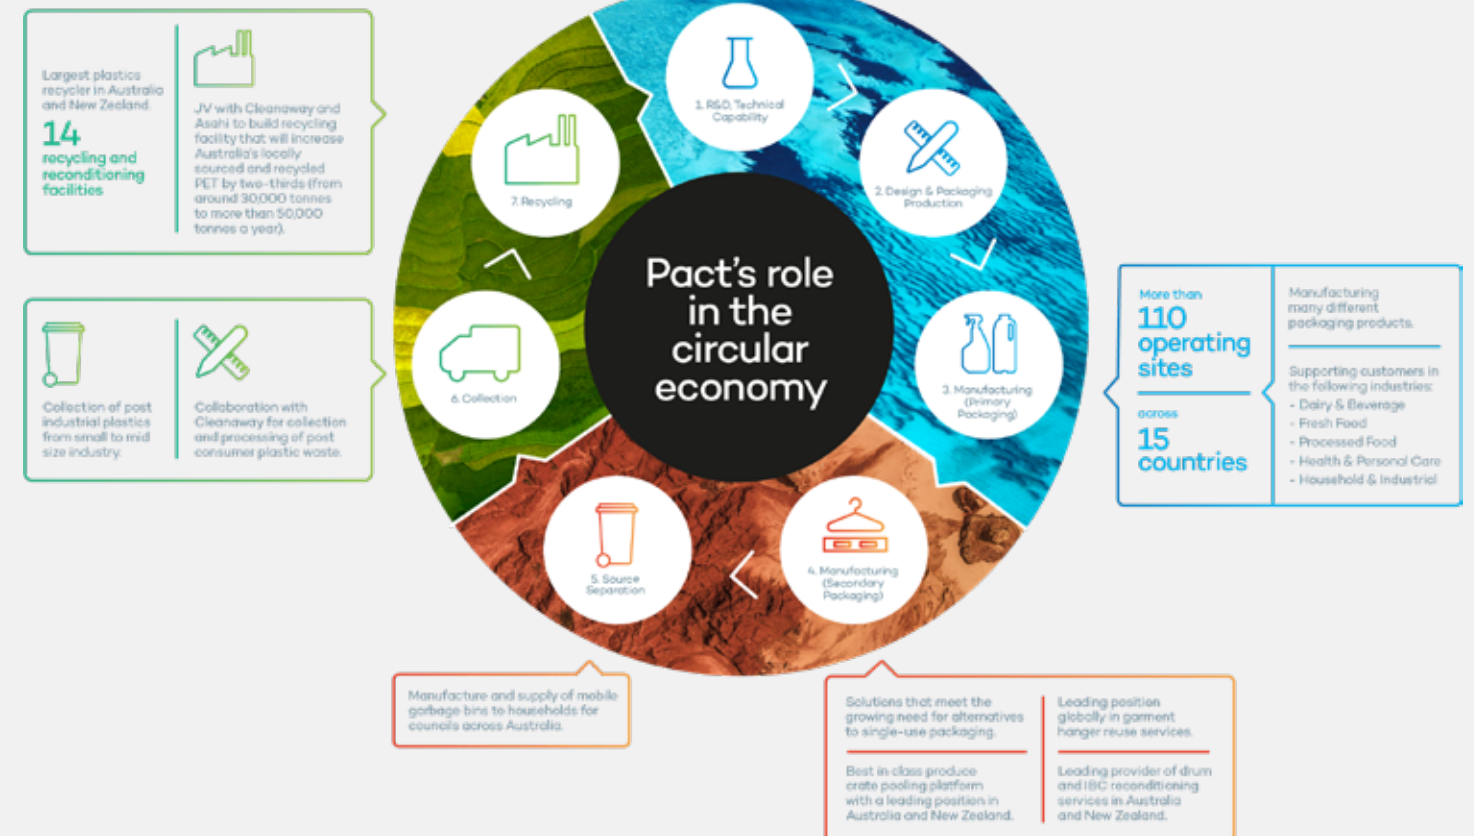 Largest plastics
recycler in Australia
and New Zealand.
14
recycling and
reconditioning
facilities
JV with Cleanaway and
Asahi to build recycling
facility that will increase
Australia's locally
sourced and recycled
PET by two-thirds (from
around 30,000 tonnes
to more than 50,000
tonnes a year).
Collection of post
industrial plastics
from small to mid
size industry.
Collaboration with
Cleanaway for collection
and processing of post
consumer plastic waste.
Pact's role
in the
circular
economy
1. R&D, Technical
Capability
2. Design & Packaging
Production
3. Manufacturing
(Primary
Packaging)
4. Manufacturing
(Secondary
Packaging)
5. Source
Separation
6. Collection
7. Recycling
More than
110
operating
sites
across
15
countries
Manufacturing
many different
packaging products.
Supporting customers in
the following industries:
- Dairy & Beverage
- Fresh Food
- Processed Food
- Health & Personal Care
- Household & Industrial
Manufacture and supply of mobile
garbage bins to households for
councils across Australia.
Solutions that meet the
growing need for alternatives
to single-use packaging.
Best in class produce
crate pooling platform
with a leading position in
Australia and New Zealand.
Leading position
globally in garment
hanger reuse services.
Leading provider of drum
and IBC reconditioning
services in Australia
and New Zealand.